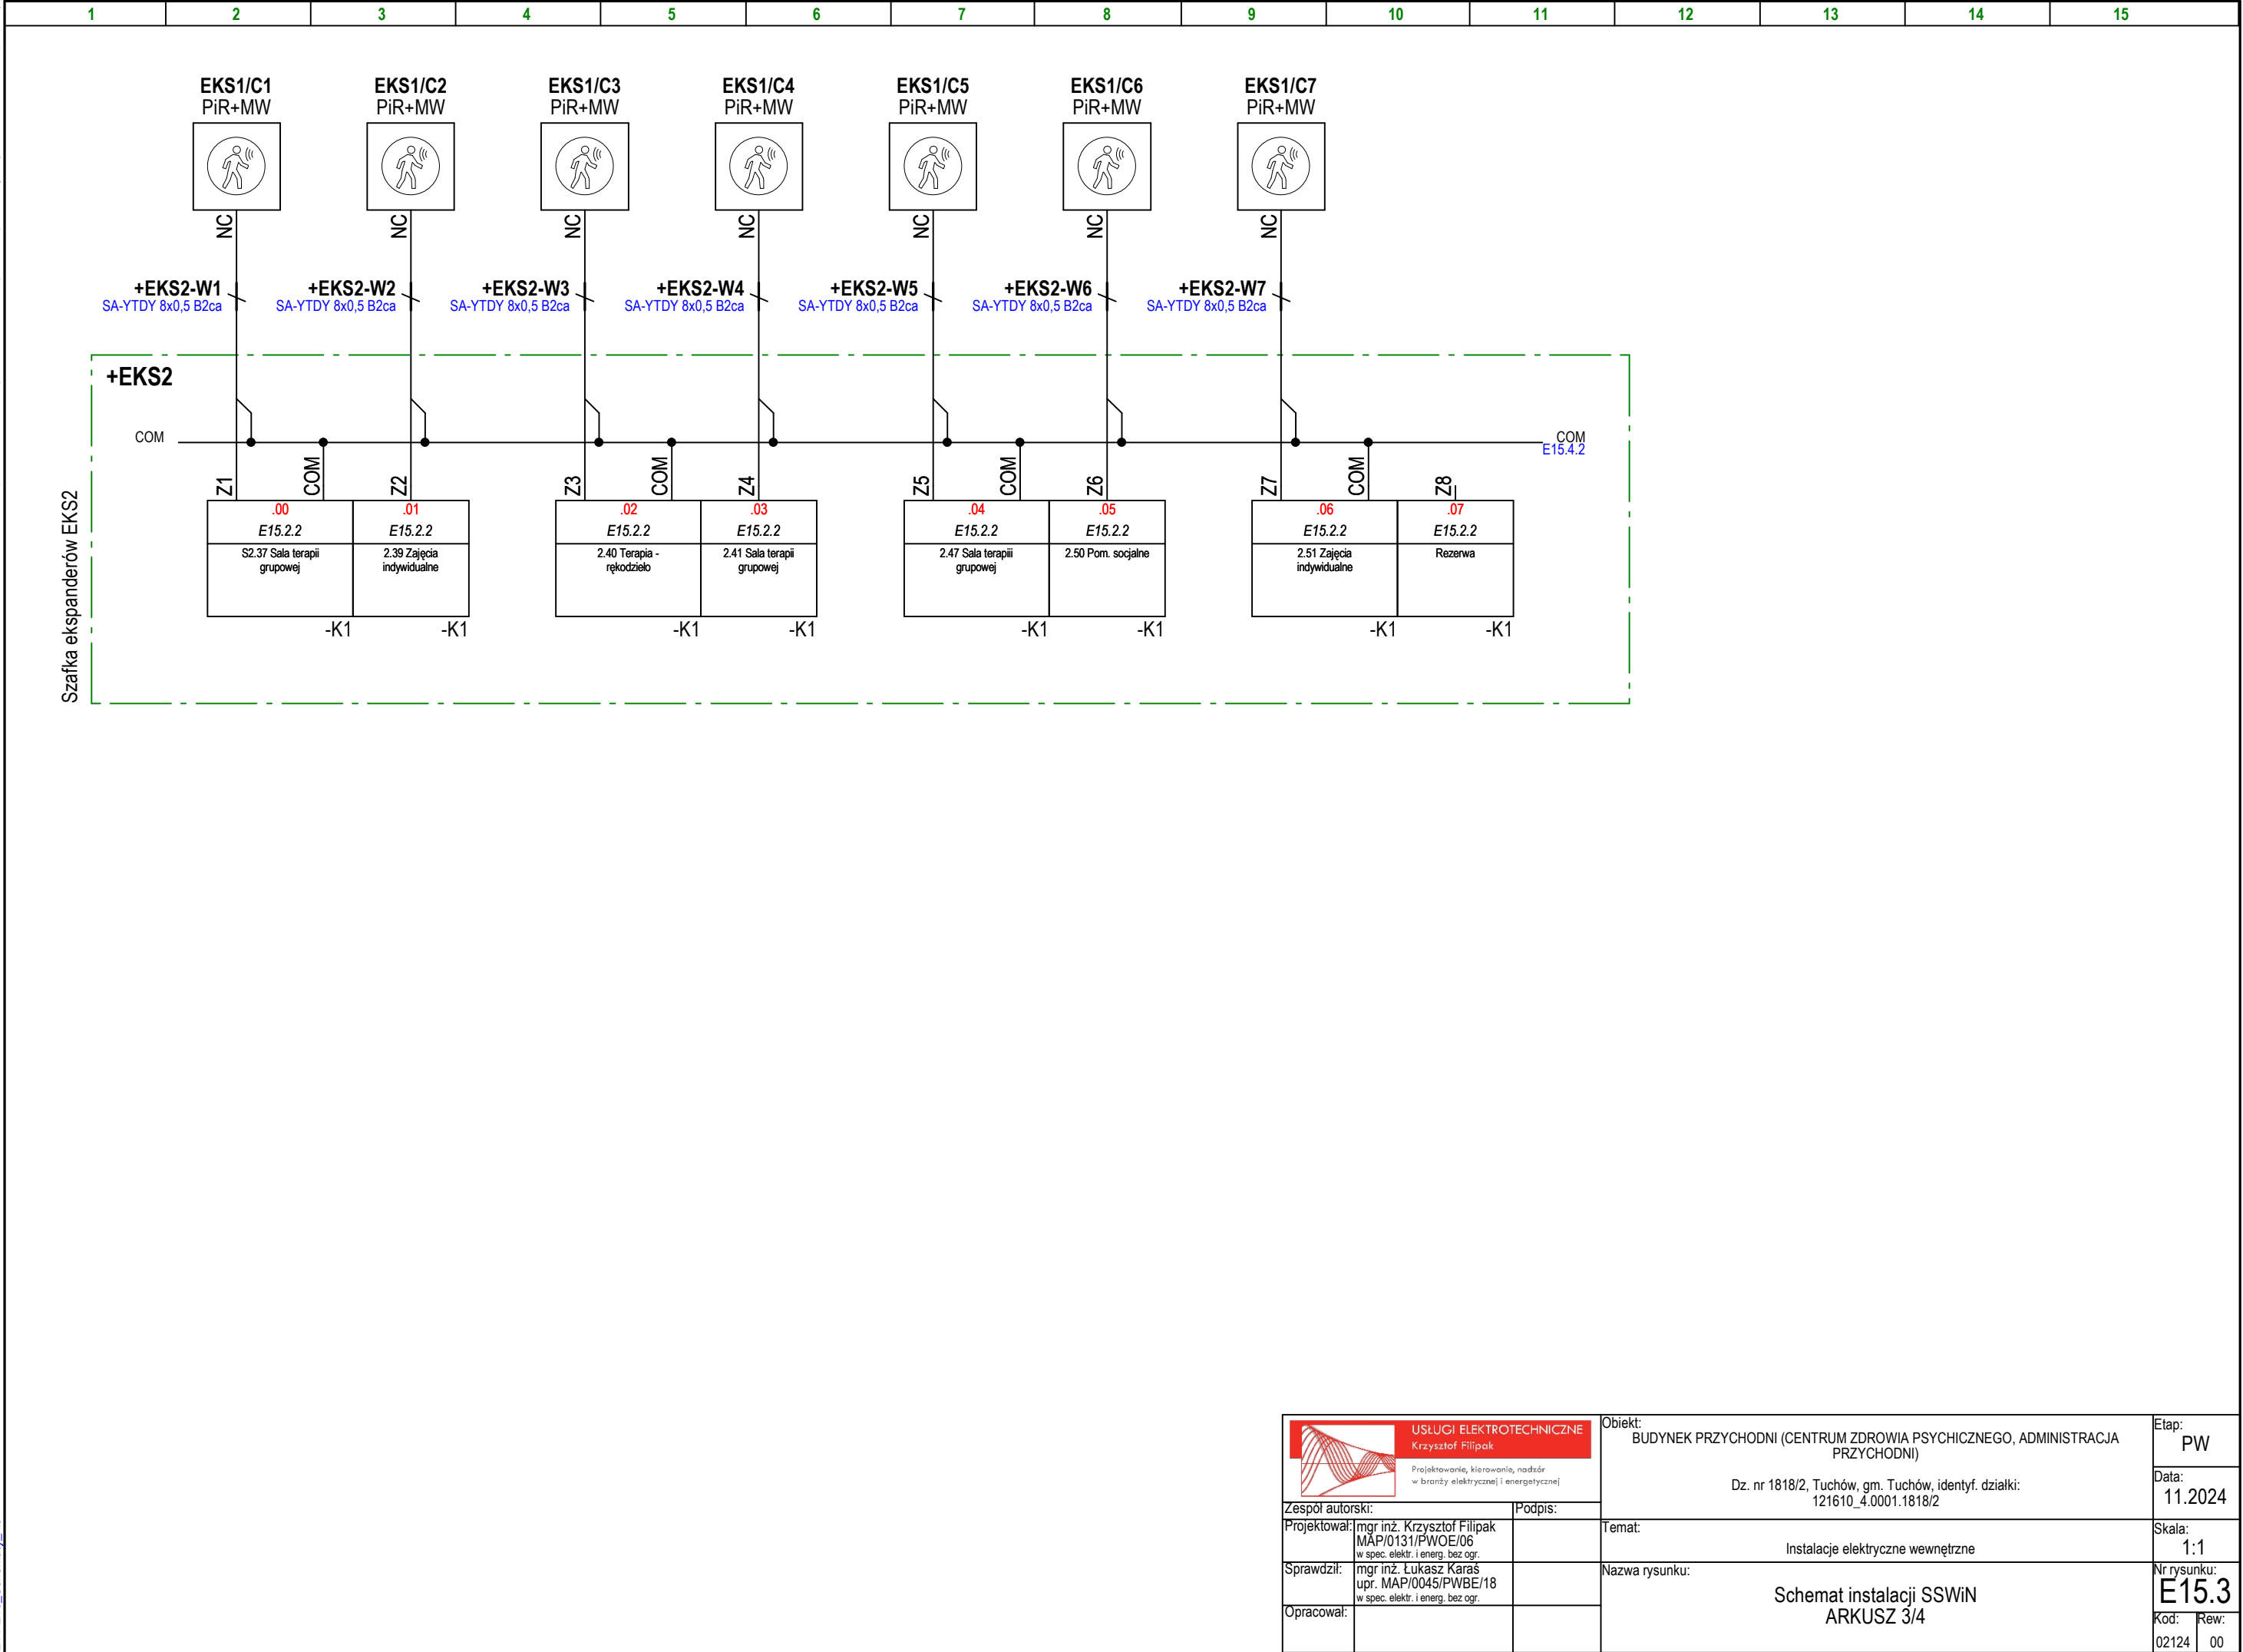 1 2 3 4 5 6 7 8 9 10 11 12 13 14 15
EKS1/C1 EKS1/C2 EKS1/C3 EKS1/C4 EKS1/C5 EKS1/C6 EKS1/C7
PiR+MW PiR+MW PiR+MW PiR+MW PiR+MW PiR+MW PiR+MW
NC NC NC NC NC NC NC
+EKS2-W1 +EKS2-W2 +EKS2-W3 +EKS2-W4 +EKS2-W5 +EKS2-W6 +EKS2-W7
SA-YTDY 8x0,5 B2ca SA-YTDY 8x0,5 B2ca SA-YTDY 8x0,5 B2ca SA-YTDY 8x0,5 B2ca SA-YTDY 8x0,5 B2ca SA-YTDY 8x0,5 B2ca SA-YTDY 8x0,5 B2ca
+EKS2
COM COM
E15.4.2
Szafka ekspanderów EKS2
Z1 COM Z2 Z3 COM Z4 Z5 COM Z6 Z7 COM Z8
.00 .01 .02 .03 .04 .05 .06 .07
E15.2.2 E15.2.2 E15.2.2 E15.2.2 E15.2.2 E15.2.2 E15.2.2 E15.2.2
S2.37 Sala terapii 2.39 Zajęcia 2.40 Terapia - 2.41 Sala terapii 2.47 Sala terapiii 2.50 Pom. socjalne 2.51 Zajęcia Rezerwa
grupowej indywidualne rękodzieło grupowej grupowej indywidualne
-K1 -K1 -K1 -K1 -K1 -K1 -K1 -K1
USŁUGI ELEKTROTECHNICZNE
Krzysztof Filipak
Projektowanie, kierowanie, nadzór
w branży elektrycznej i energetycznej
Zespół autorski: Podpis:
Projektował: mgr inż. Krzysztof Filipak
MAP/0131/PWOE/06
w spec. elektr. i energ. bez ogr.
Sprawdził: mgr inż. Łukasz Karaś
upr. MAP/0045/PWBE/18
w spec. elektr. i energ. bez ogr.
Opracował:
Obiekt:
BUDYNEK PRZYCHODNI (CENTRUM ZDROWIA PSYCHICZNEGO, ADMINISTRACJA
PRZYCHODNI)
Dz. nr 1818/2, Tuchów, gm. Tuchów, identyf. działki:
121610_4.0001.1818/2
Temat:
Instalacje elektryczne wewnętrzne
Nazwa rysunku:
Schemat instalacji SSWiN
ARKUSZ 3/4
Etap:
PW
Data:
11.2024
Skala:
1:1
Nr rysunku:
E15.3
Kod: Rew:
02124 00